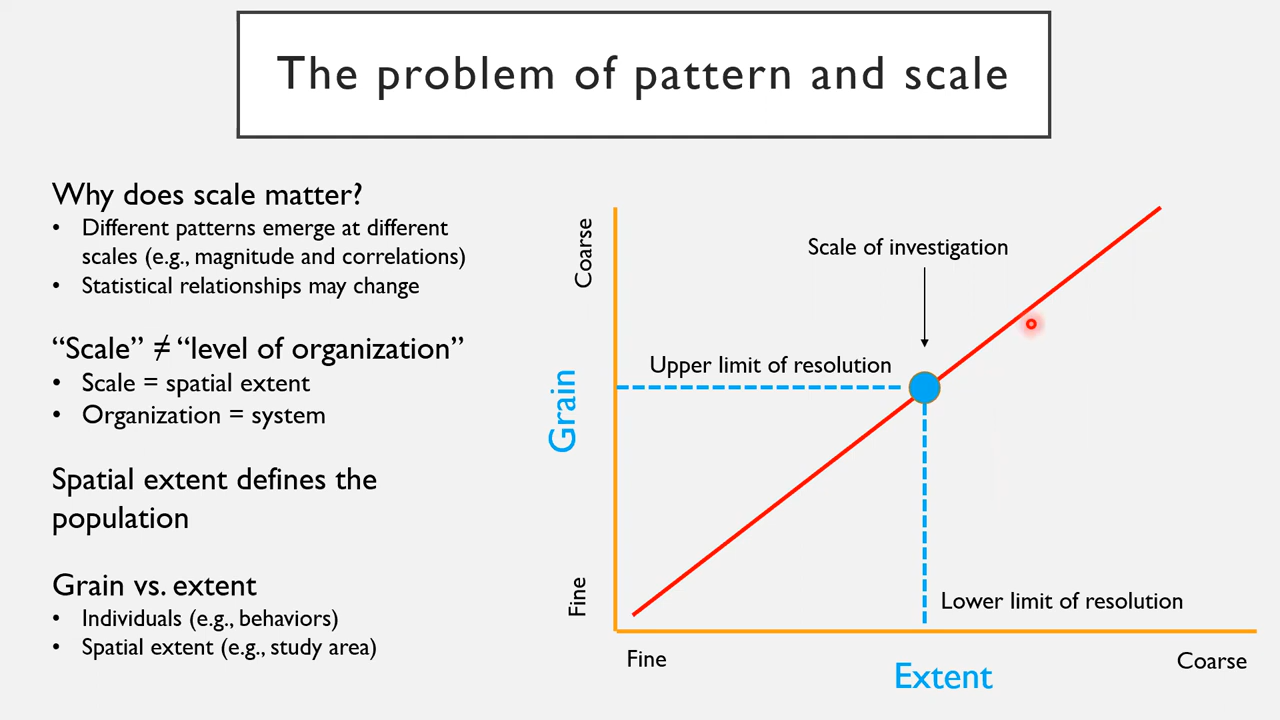 The problem of pattern and scale
Why does scale matter?
• Different patterns emerge at different
scales (e.g., magnitude and correlations)
• Statistical relationships may change
“Scale” ≠ “level of organization”
• Scale = spatial extent
• Organization = system
Spatial extent defines the
population
Grain vs. extent
• Individuals (e.g., behaviors)
• Spatial extent (e.g., study area)
Coarse
Grain
Fine
Scale of investigation
Upper limit of resolution
Lower limit of resolution
Fine
Extent
Coarse